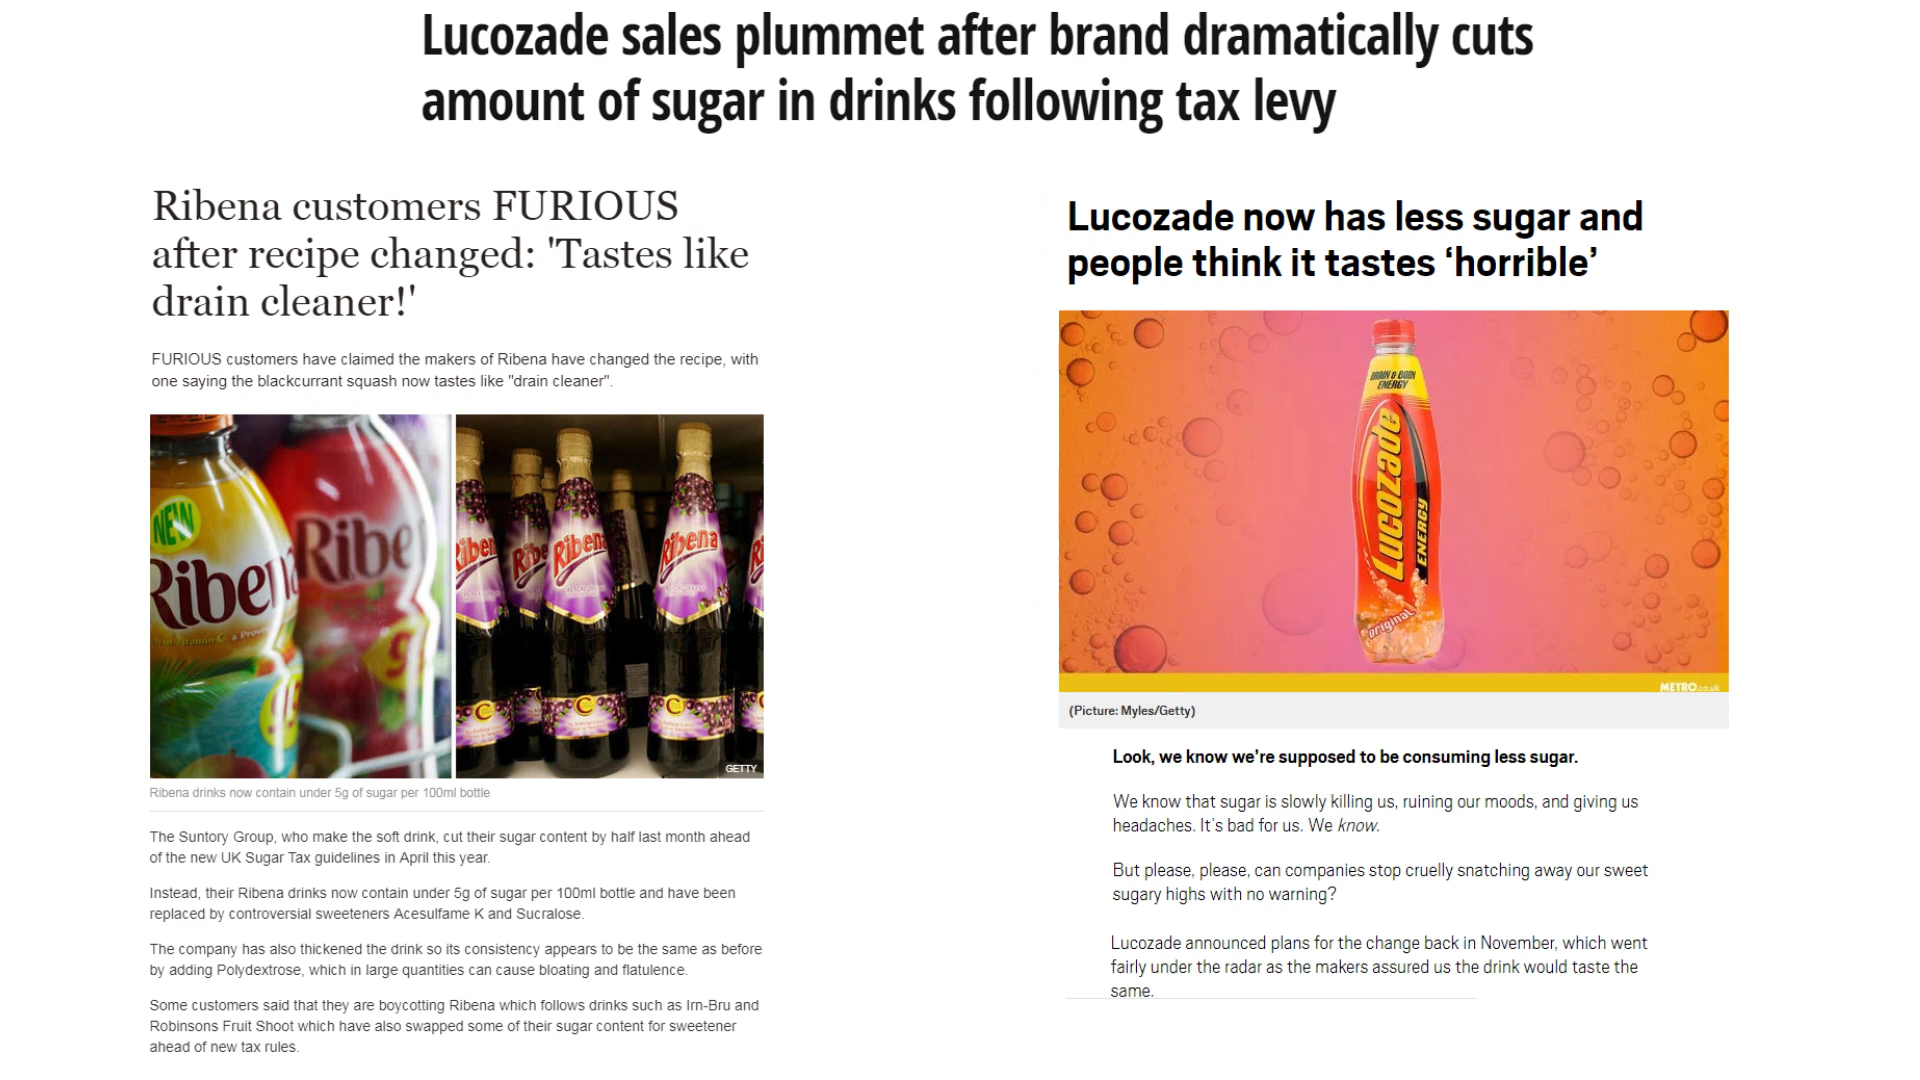 Lucozade sales plummet after brand dramatically cuts
amount of sugar in drinks following tax levy
Ribena customers FURIOUS
after recipe changed: 'Tastes like
drain cleaner!'
FURIOUS customers have claimed the makers of Ribena have changed the recipe, with
one saying the blackcurrant squash now tastes like "drain cleaner".
NEW
Ribena
Ribe
Ribena
Ribena
GETTY
Ribena drinks now contain under 5g of sugar per 100ml bottle
The Suntory Group, who make the soft drink, cut their sugar content by half last month ahead
of the new UK Sugar Tax guidelines in April this year.
Instead, their Ribena drinks now contain under 5g of sugar per 100ml bottle and have been
replaced by controversial sweeteners Acesulfame K and Sucralose.
The company has also thickened the drink so its consistency appears to be the same as before
by adding Polydextrose, which in large quantities can cause bloating and flatulence.
Some customers said that they are boycotting Ribena which follows drinks such as Irn-Bru and
Robinsons Fruit Shoot which have also swapped some of their sugar content for sweetener
ahead of new tax rules.
Lucozade now has less sugar and
people think it tastes ‘horrible’
BRAIN & BODY
ENERGY
Lucozade
ENERGY
original
METRO.co.uk
(Picture: Myles/Getty)
Look, we know we’re supposed to be consuming less sugar.
We know that sugar is slowly killing us, ruining our moods, and giving us
headaches. It’s bad for us. We know.
But please, please, can companies stop cruelly snatching away our sweet
sugary highs with no warning?
Lucozade announced plans for the change back in November, which went
fairly under the radar as the makers assured us the drink would taste the
same.